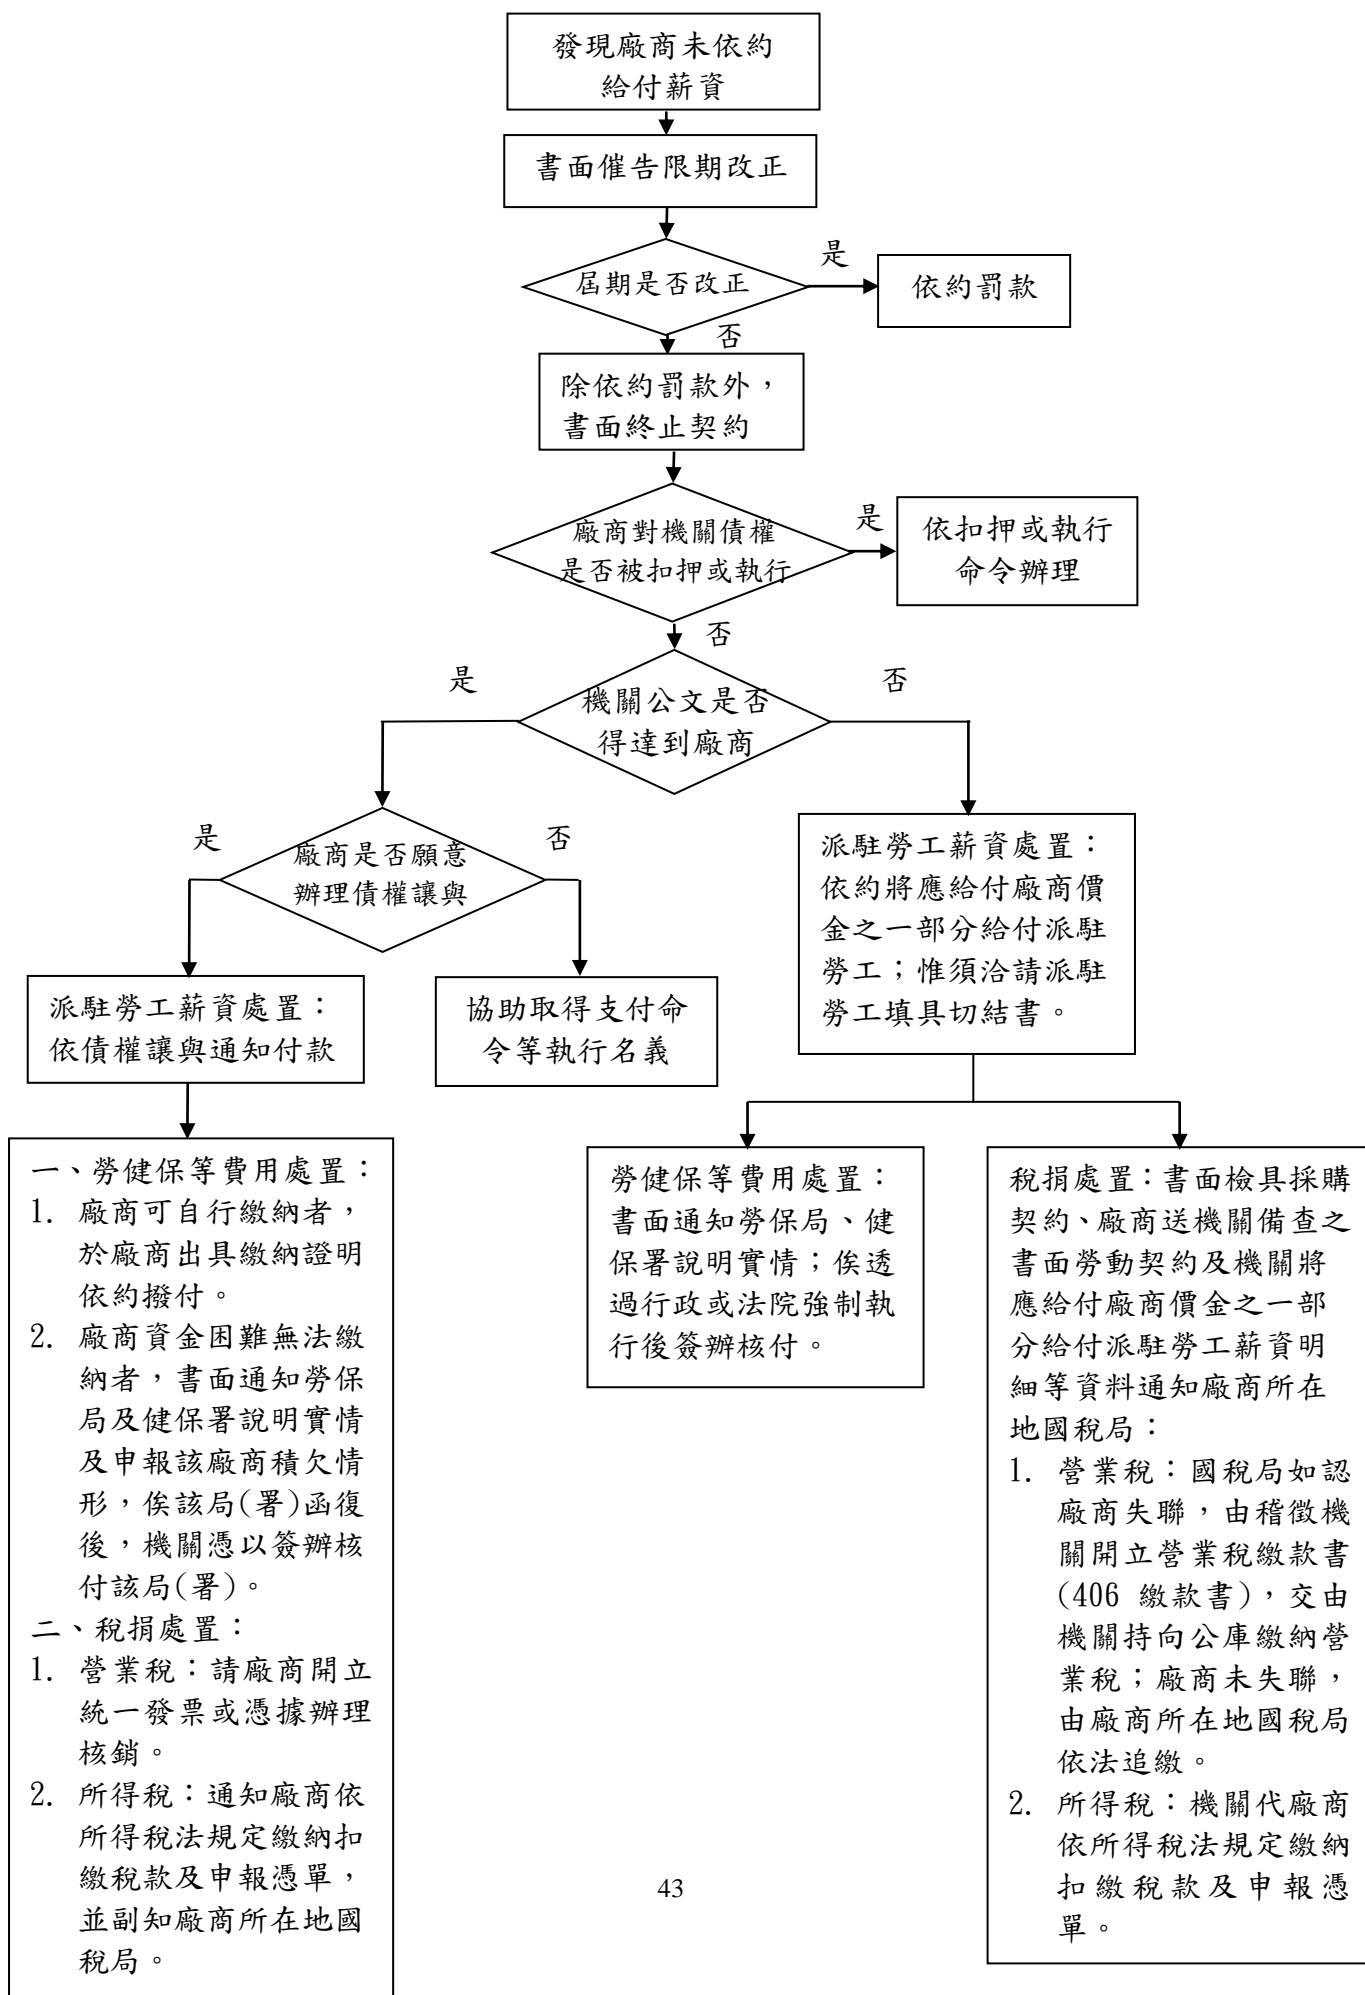 發現廠商未依約
給付薪資
書面催告限期改正
屆期是否改正
是
依約罰款
否
除依約罰款外，
書面終止契約
廠商對機關債權
是否被扣押或執行
是
依扣押或執行
命令辦理
否
機關公文是否
得達到廠商
是
否
廠商是否願意
辦理債權讓與
是
否
派駐勞工薪資處置：
依債權讓與通知付款
協助取得支付命
令等執行名義
派駐勞工薪資處置：
依約將應給付廠商價
金之一部分給付派駐
勞工；惟須洽請派駐
勞工填具切結書。
一、勞健保等費用處置：
1. 廠商可自行繳納者，
於廠商出具繳納證明
依約撥付。
2. 廠商資金困難無法繳
納者，書面通知勞保
局及健保署說明實情
及申報該廠商積欠情
形，俟該局(署)函復
後，機關憑以簽辦核
付該局(署)。
二、稅捐處置：
1. 營業稅：請廠商開立
統一發票或憑據辦理
核銷。
2. 所得稅：通知廠商依
所得稅法規定繳納扣
繳稅款及申報憑單，
並副知廠商所在地國
稅局。
勞健保等費用處置：
書面通知勞保局、健
保署說明實情；俟透
過行政或法院強制執
行後簽辦核付。
稅捐處置：書面檢具採購
契約、廠商送機關備查之
書面勞動契約及機關將
應給付廠商價金之一部
分給付派駐勞工薪資明
細等資料通知廠商所在
地國稅局：
1. 營業稅：國稅局如認
廠商失聯，由稽徵機
關開立營業稅繳款書
(406 繳款書)，交由
機關持向公庫繳納營
業稅；廠商未失聯，
由廠商所在地國稅局
依法追繳。
2. 所得稅：機關代廠商
依所得稅法規定繳納
扣繳稅款及申報憑
單。
43